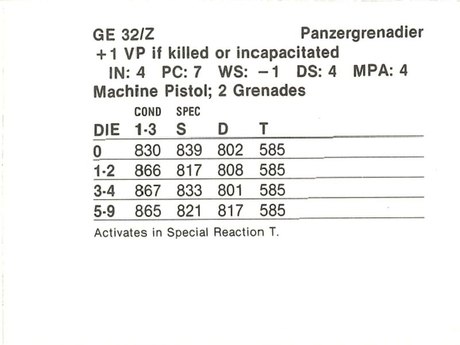 GE 32/Z Panzergrenadier
+1 VP if killed or incapacitated
IN: 4 PC: 7 WS: −1 DS: 4 MPA: 4
Machine Pistol; 2 Grenades
COND SPEC
DIE 1-3 S D T
0 830 839 802 585
1-2 866 817 808 585
3-4 867 833 801 585
5-9 865 821 817 585
Activates in Special Reaction T.